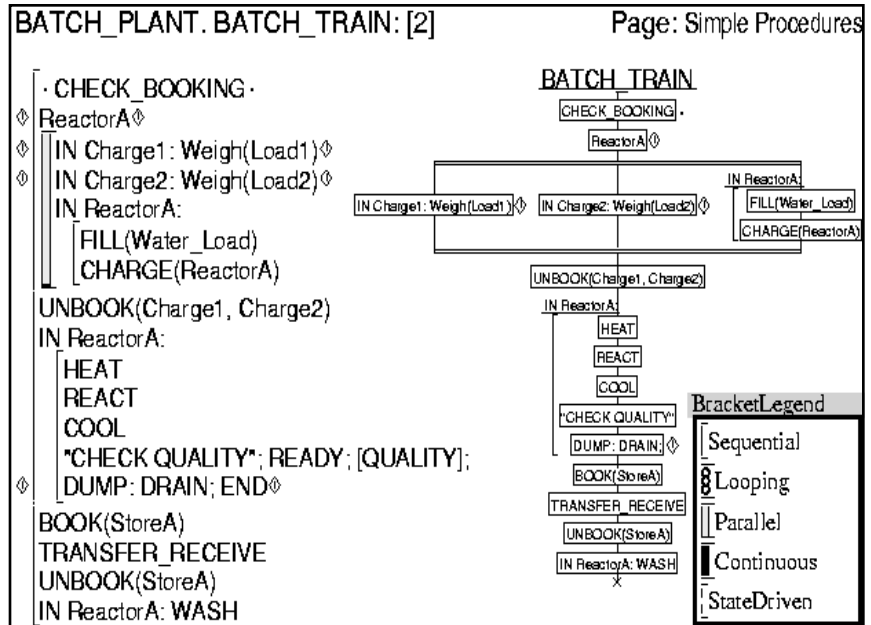 BATCH_PLANT. BATCH_TRAIN: [2]
Page: Simple Procedures
· CHECK_BOOKING ·
ReactorA
IN Charge1: Weigh(Load1)
IN Charge2: Weigh(Load2)
IN ReactorA:
FILL(Water_Load)
CHARGE(ReactorA)
UNBOOK(Charge1, Charge2)
IN ReactorA:
HEAT
REACT
COOL
"CHECK QUALITY"; READY; [QUALITY];
DUMP: DRAIN; END
BOOK(StoreA)
TRANSFER_RECEIVE
UNBOOK(StoreA)
IN ReactorA: WASH
BATCH_TRAIN
CHECK_BOOKING ·
ReactorA
IN Charge1: Weigh(Load1)
IN Charge2: Weigh(Load2)
IN ReactorA:
FILL(Water_Load)
CHARGE(ReactorA)
UNBOOK(Charge1, Charge2)
IN ReactorA:
HEAT
REACT
COOL
"CHECK QUALITY"
DUMP: DRAIN;
BOOK(StoreA)
TRANSFER_RECEIVE
UNBOOK(StoreA)
IN ReactorA: WASH
BracketLegend
Sequential
Looping
Parallel
Continuous
StateDriven